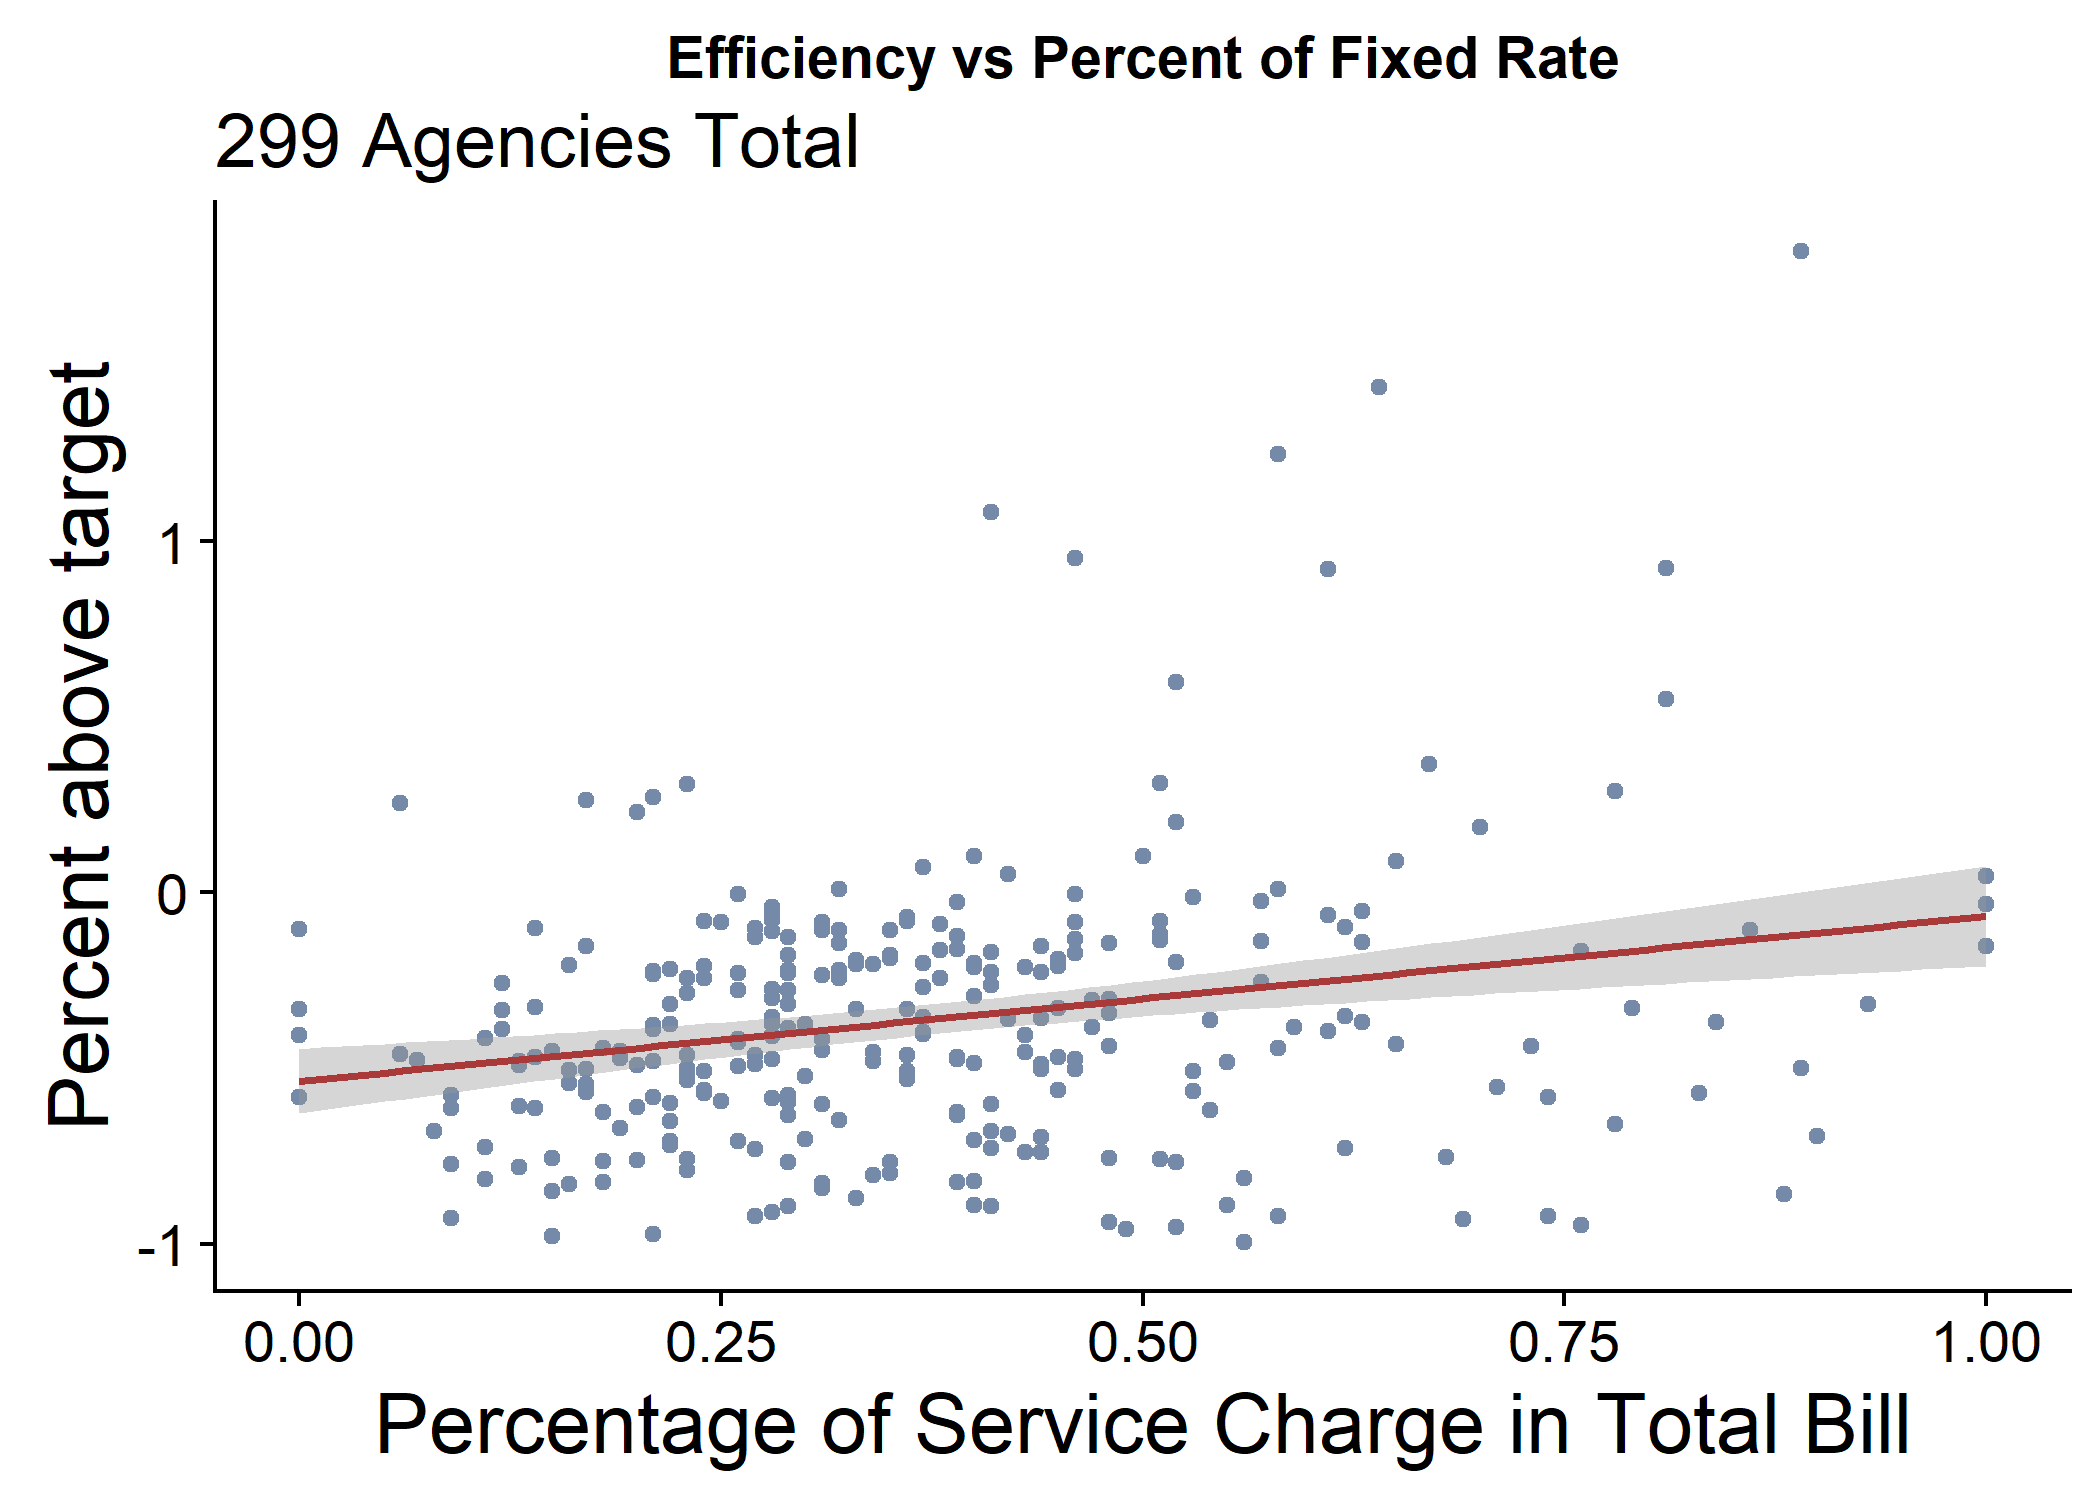 Efficiency vs Percent of Fixed Rate
299 Agencies Total
Percent above target
1
0
-1
0.00 0.25 0.50 0.75 1.00
Percentage of Service Charge in Total Bill